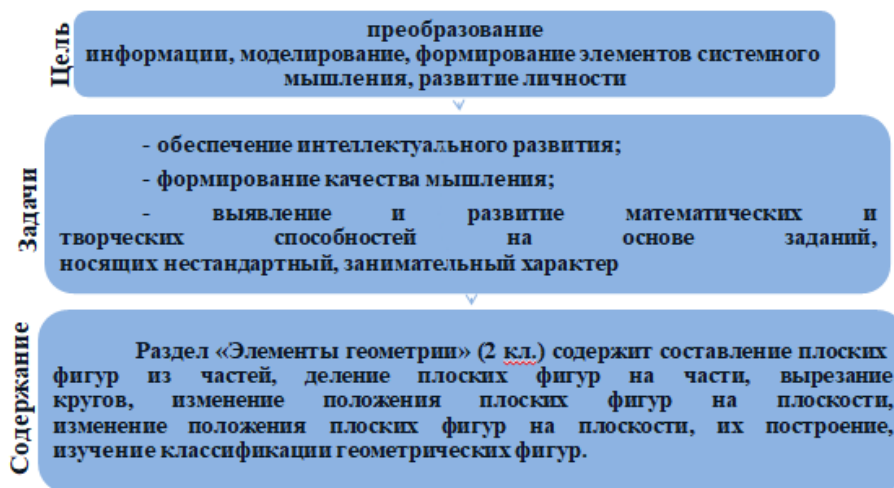 Цель
преобразование
информации, моделирование, формирование элементов системного
мышления, развитие личности
Задачи
- обеспечение интеллектуального развития;
- формирование качества мышления;
- выявление и развитие математических и
творческих способностей на основе заданий,
носящих нестандартный, занимательный характер
Содержание
Раздел «Элементы геометрии» (2 кл.) содержит составление плоских
фигур из частей, деление плоских фигур на части, вырезание
кругов, изменение положения плоских фигур на плоскости,
изменение положения плоских фигур на плоскости, их построение,
изучение классификации геометрических фигур.